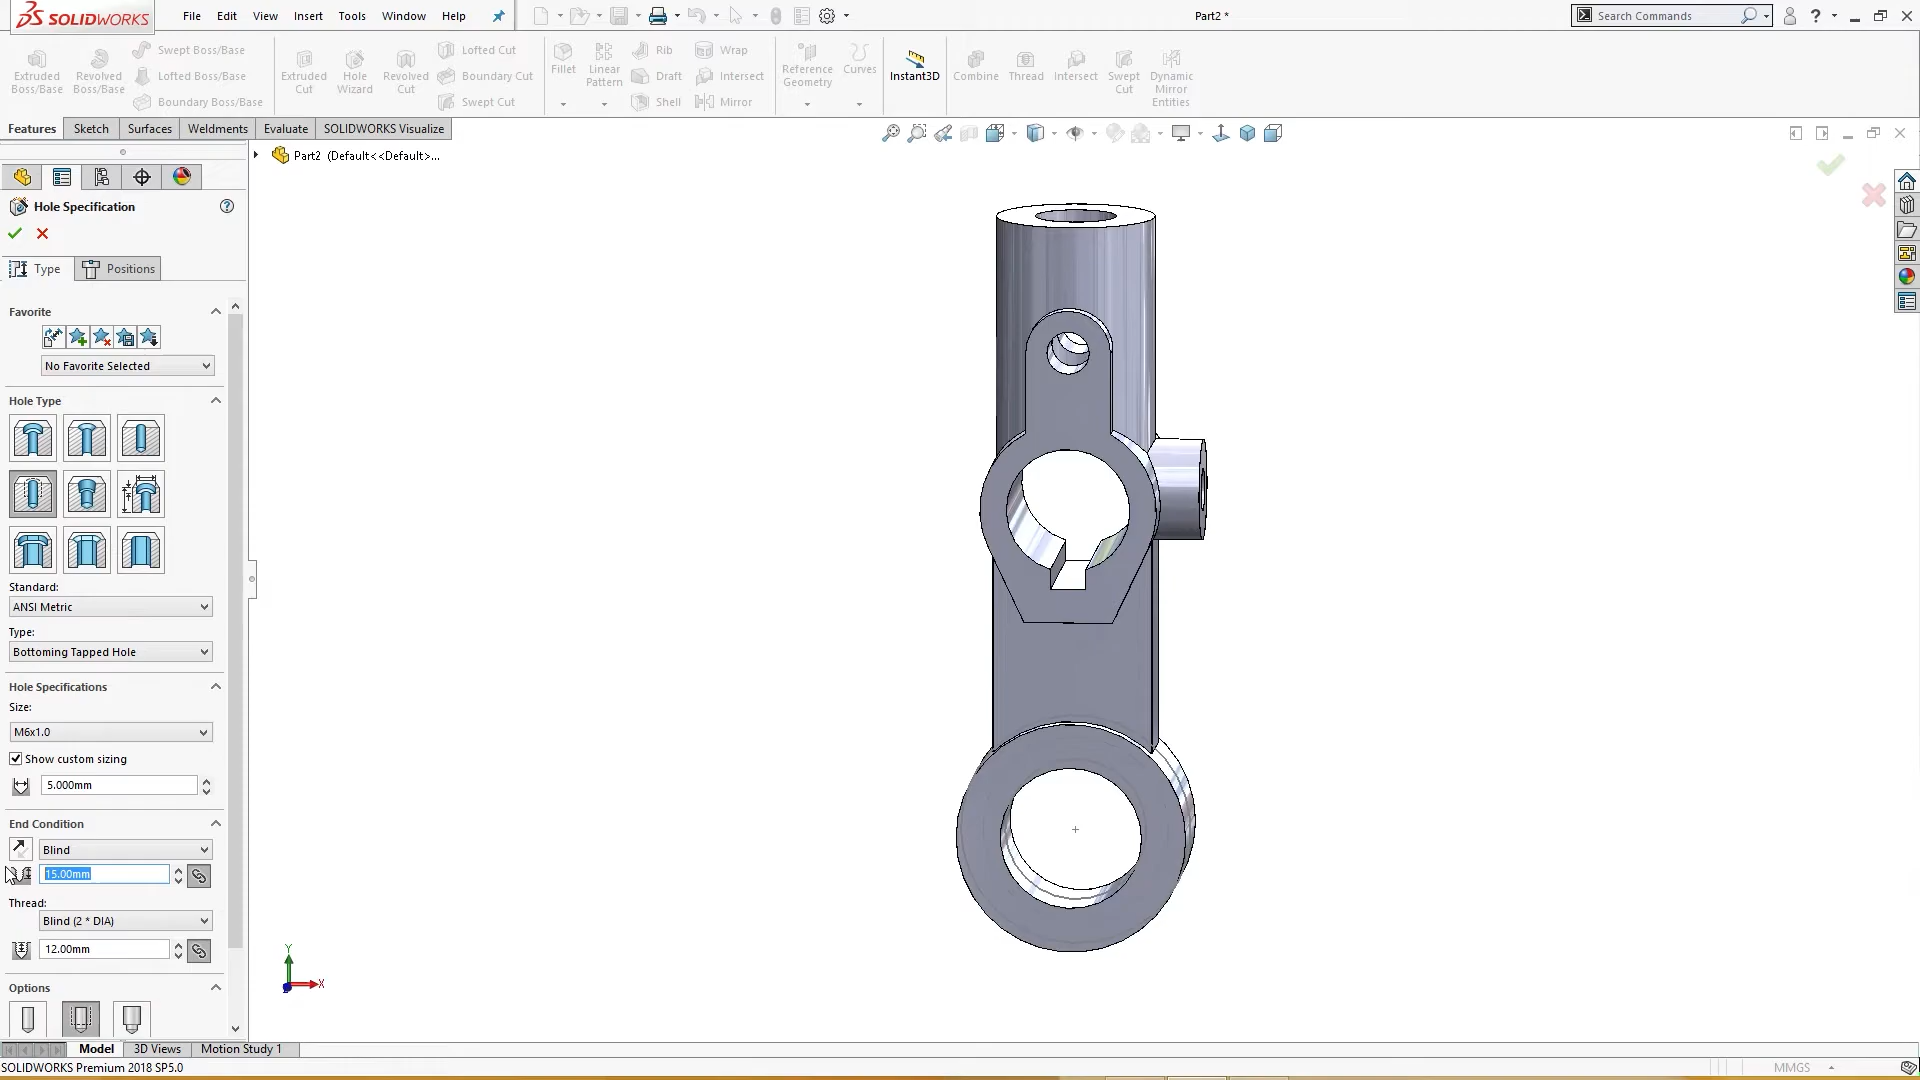 SOLIDWORKS
File Edit View Insert Tools Window Help
Part2 *
Search Commands
Extruded Boss/Base
Revolved Boss/Base
Swept Boss/Base
Lofted Boss/Base
Boundary Boss/Base
Extruded Cut
Hole Wizard
Revolved Cut
Lofted Cut
Boundary Cut
Swept Cut
Fillet
Linear Pattern
Rib
Draft
Shell
Wrap
Intersect
Mirror
Reference Geometry
Curves
Instant3D
Combine
Thread
Intersect
Swept Cut
Dynamic Mirror Entities
Features Sketch Surfaces Weldments Evaluate SOLIDWORKS Visualize
Part2 (Default<<Default>...
Hole Specification
Type Positions
Favorite
No Favorite Selected
Hole Type
Standard:
ANSI Metric
Type:
Bottoming Tapped Hole
Hole Specifications
Size:
M6x1.0
Show custom sizing
5.000mm
End Condition
Blind
15.00mm
Thread:
Blind (2 * DIA)
12.00mm
Options
Y
X
Model 3D Views Motion Study 1
SOLIDWORKS Premium 2018 SP5.0
MMGS